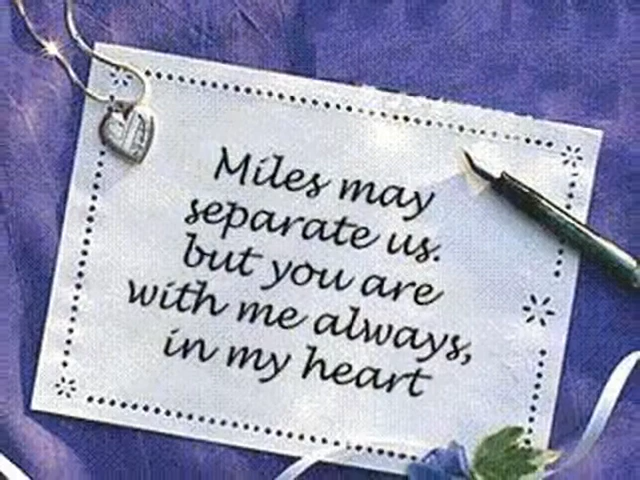 Miles may
separate us.
but you are
with me always,
in my heart